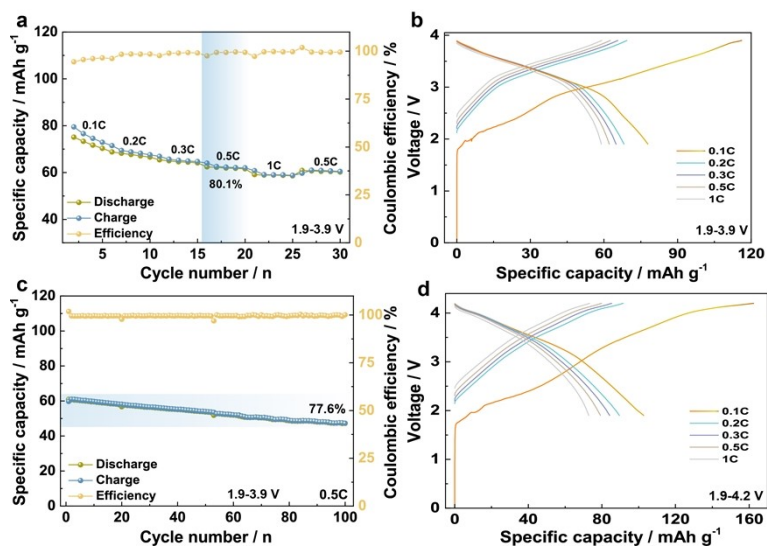 a
Specific capacity / mAh g⁻¹
120
100
80
60
40
0.1C
0.2C
0.3C
0.5C
1C
0.5C
80.1%
Discharge
Charge
Efficiency
1.9-3.9 V
100
75
50
25
0
Coulombic efficiency / %
0 5 10 15 20 25 30
Cycle number / n
b
Voltage / V
4
3
2
1
0
0.1C
0.2C
0.3C
0.5C
1C
1.9-3.9 V
0 30 60 90 120
Specific capacity / mAh g⁻¹
c
Specific capacity / mAh g⁻¹
120
100
80
60
40
77.6%
Discharge
Charge
Efficiency
1.9-3.9 V
0.5C
100
75
50
25
0
Coulombic efficiency / %
0 20 40 60 80 100
Cycle number / n
d
Voltage / V
4
3
2
1
0
0.1C
0.2C
0.3C
0.5C
1C
1.9-4.2 V
0 40 80 120 160
Specific capacity / mAh g⁻¹